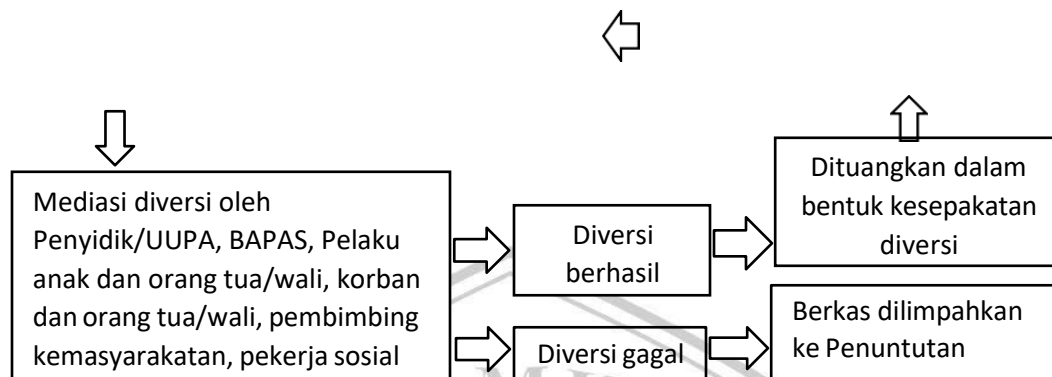 Mediasi diversi oleh
Penyidik/UUPA, BAPAS, Pelaku
anak dan orang tua/wali, korban
dan orang tua/wali, pembimbing
kemasyarakatan, pekerja sosial
Diversi
berhasil
Dituangkan dalam
bentuk kesepakatan
diversi
Diversi gagal
Berkas dilimpahkan
ke Penuntutan